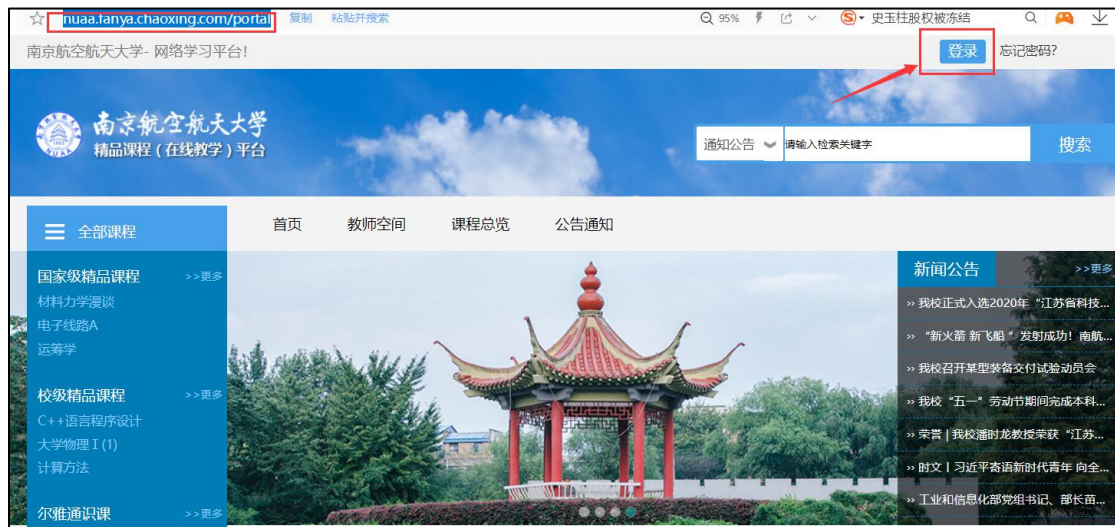 nuaa.fanya.chaoxing.com/portal 复制 粘贴并搜索 95% 史玉柱股权被冻结
南京航空航天大学- 网络学习平台! 登录 忘记密码?
南京航空航天大学
精品课程 ( 在线教学 ) 平台
通知公告 请输入检索关键字 搜索
全部课程 首页 教师空间 课程总览 公告通知
国家级精品课程 >>更多
材料力学漫谈
电子线路A
运筹学
校级精品课程 >>更多
C++语言程序设计
大学物理 I (1)
计算方法
尔雅通识课 >>更多
新闻公告 >>更多
›› 我校正式入选2020年“江苏省科技...
›› “新火箭 新飞船 ”发射成功! 南航...
›› 我校召开某型装备交付试验动员会
›› 我校“五一”劳动节期间完成本科...
›› 荣誉 | 我校潘时龙教授荣获“江苏...
›› 时文丨习近平寄语新时代青年 向全...
›› 工业和信息化部党组书记、部长苗...